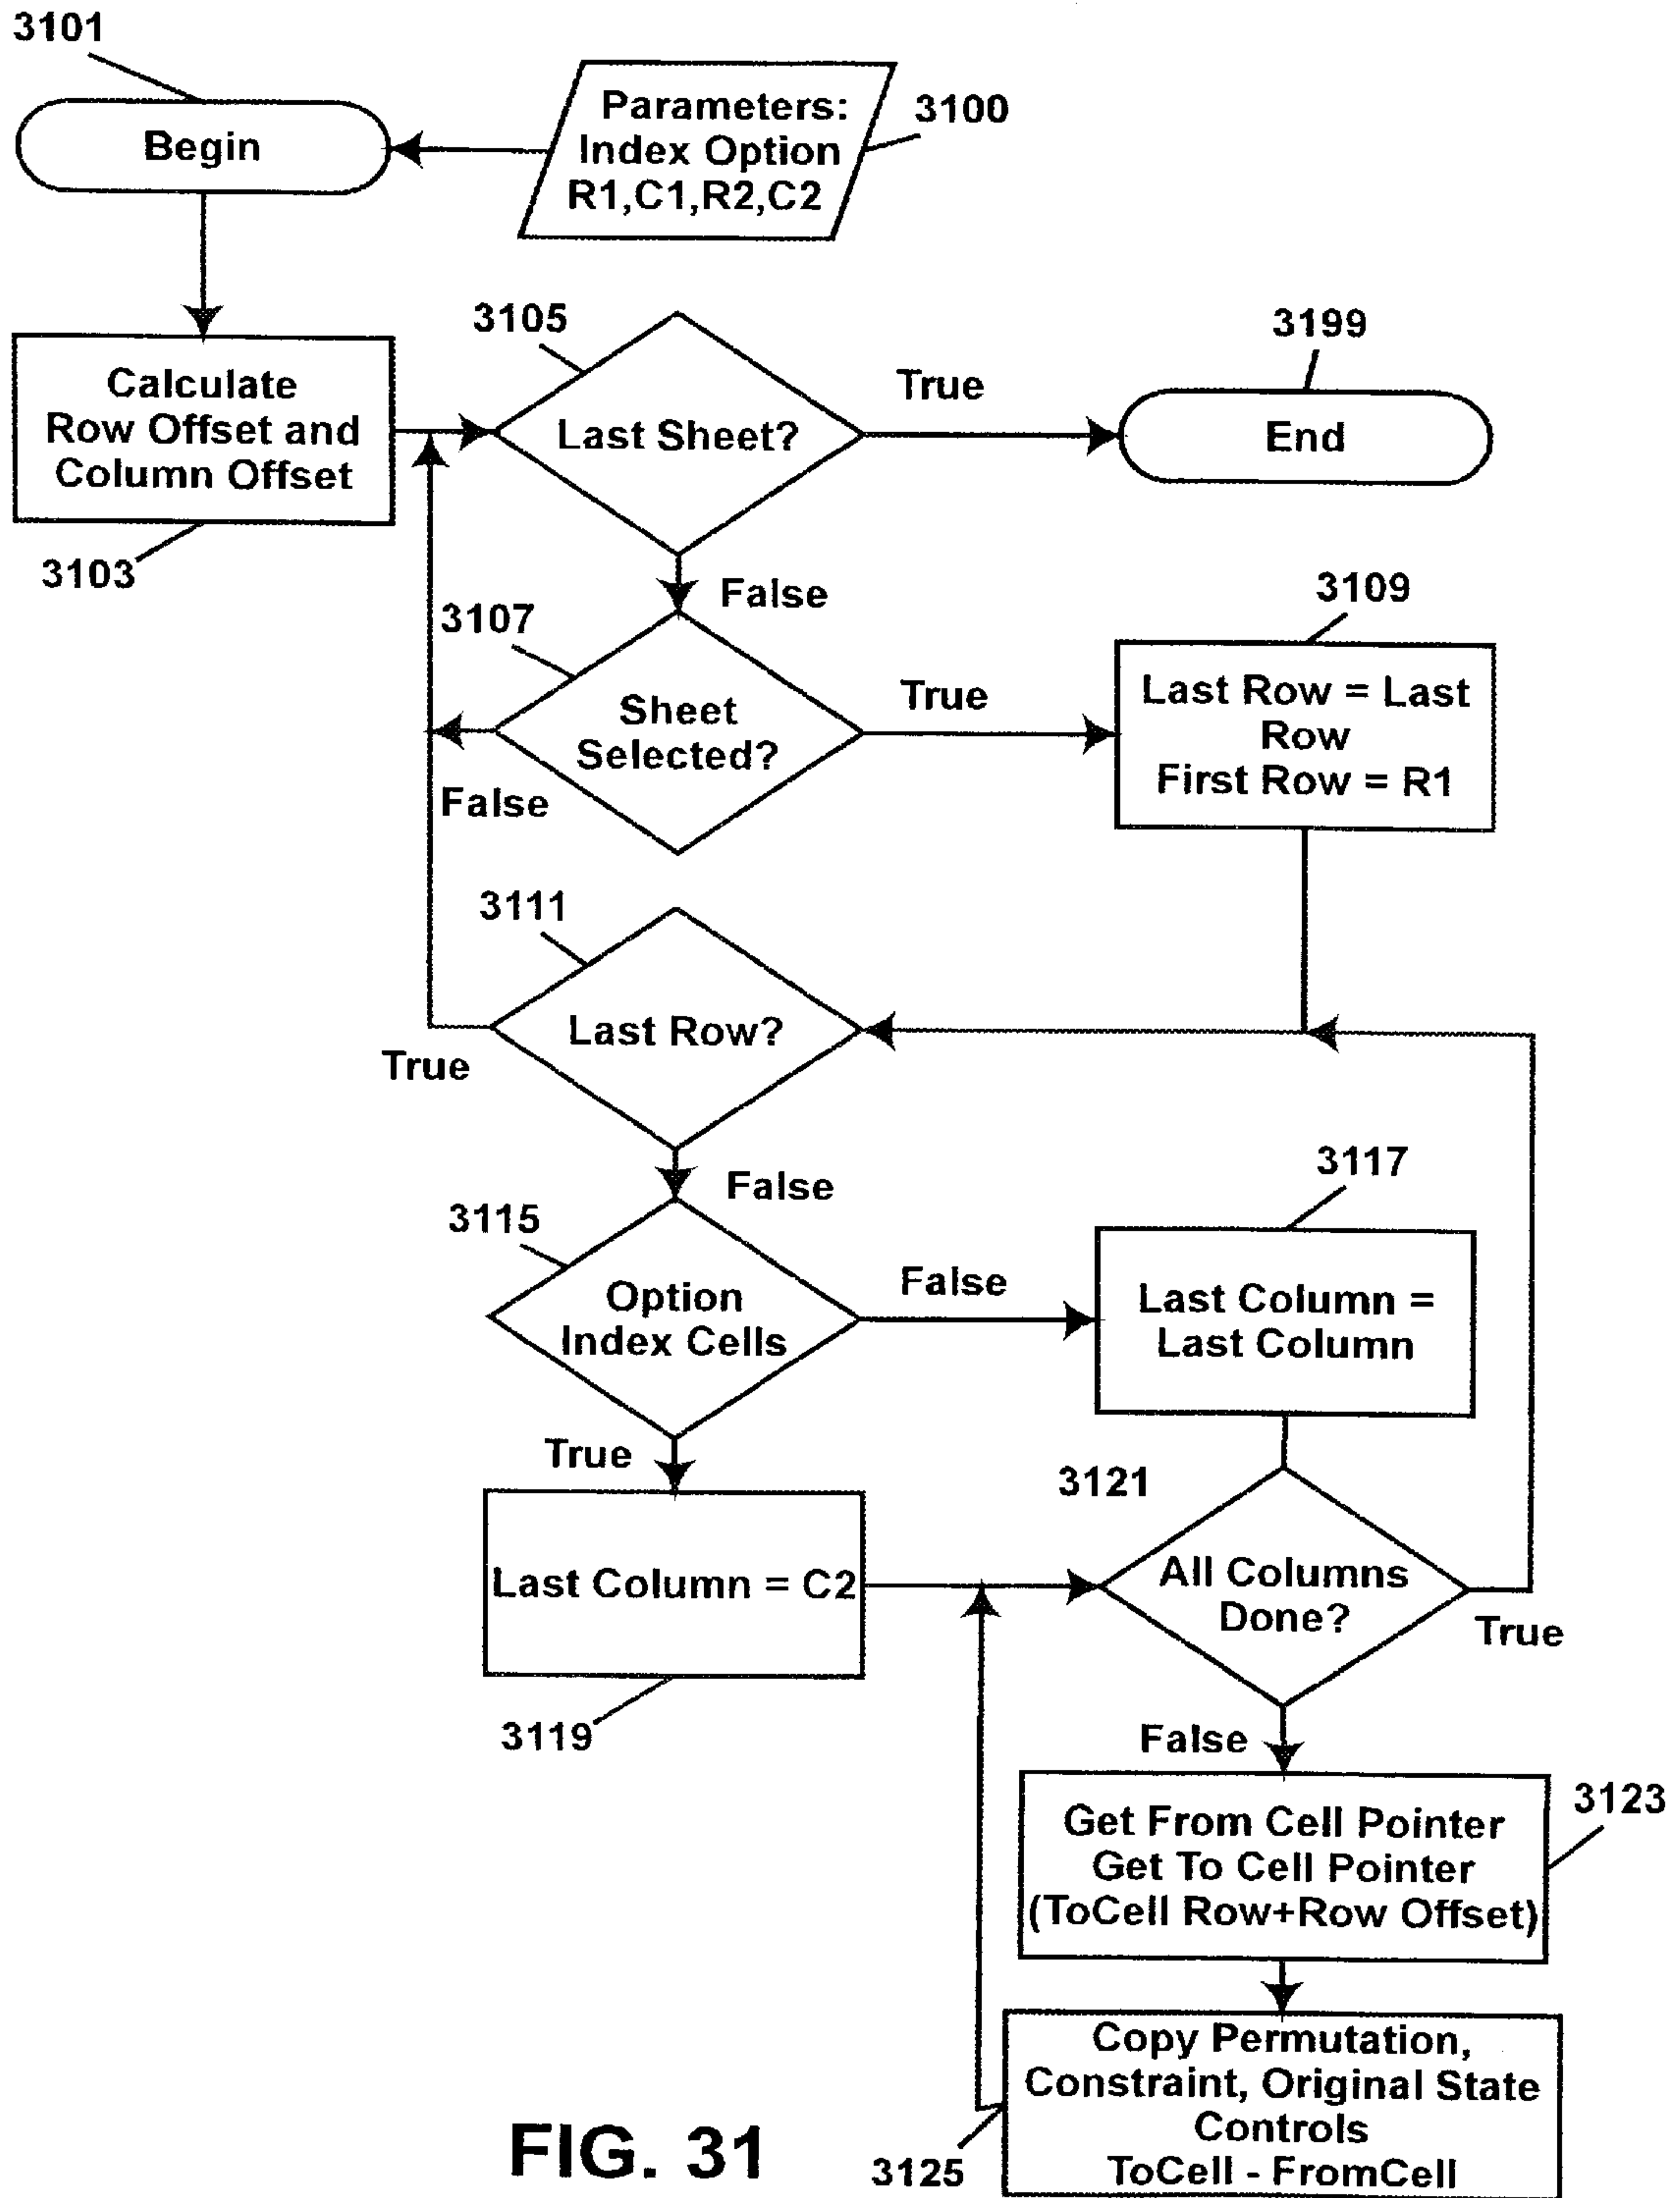 3101
Parameters:
Index Option
R1,C1,R2,C2
3100
Begin
3105
3199
Calculate
Row Offset and
Column Offset
Last Sheet?
True
End
3103
False
3107
3109
Sheet
Selected?
True
Last Row = Last
Row
First Row = R1
False
3111
Last Row?
True
False
3117
3115
Option
Index Cells
False
Last Column =
Last Column
True
3121
Last Column = C2
All Columns
Done?
True
3119
False
3123
Get From Cell Pointer
Get To Cell Pointer
(ToCell Row+Row Offset)
Copy Permutation,
Constraint, Original State
Controls
ToCell - FromCell
3125
FIG. 31